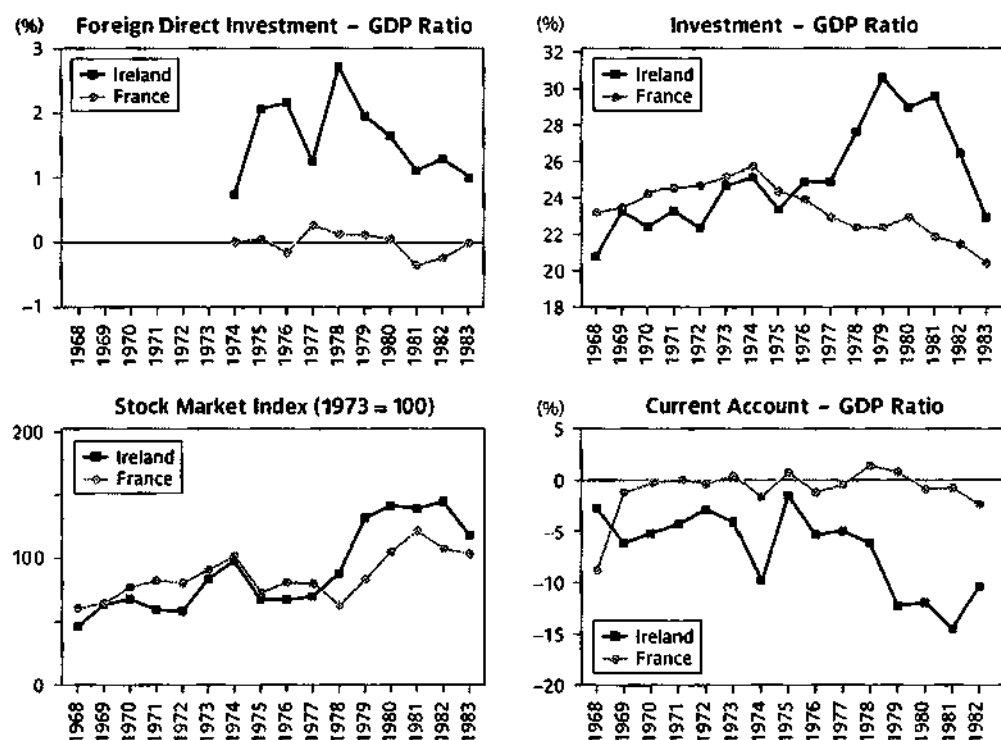 (%) Foreign Direct Investment – GDP Ratio
3
2
1
0
−1
Ireland
France
1968 1969 1970 1971 1972 1973 1974 1975 1976 1977 1978 1979 1980 1981 1982 1983
(%) Investment – GDP Ratio
32
30
28
26
24
22
20
18
Ireland
France
1968 1969 1970 1971 1972 1973 1974 1975 1976 1977 1978 1979 1980 1981 1982 1983
Stock Market Index (1973 = 100)
200
100
0
Ireland
France
1968 1969 1970 1971 1972 1973 1974 1975 1976 1977 1978 1979 1980 1981 1982 1983
(%) Current Account – GDP Ratio
5
0
−5
−10
−15
−20
Ireland
France
1968 1969 1970 1971 1972 1973 1974 1975 1976 1977 1978 1979 1980 1981 1982